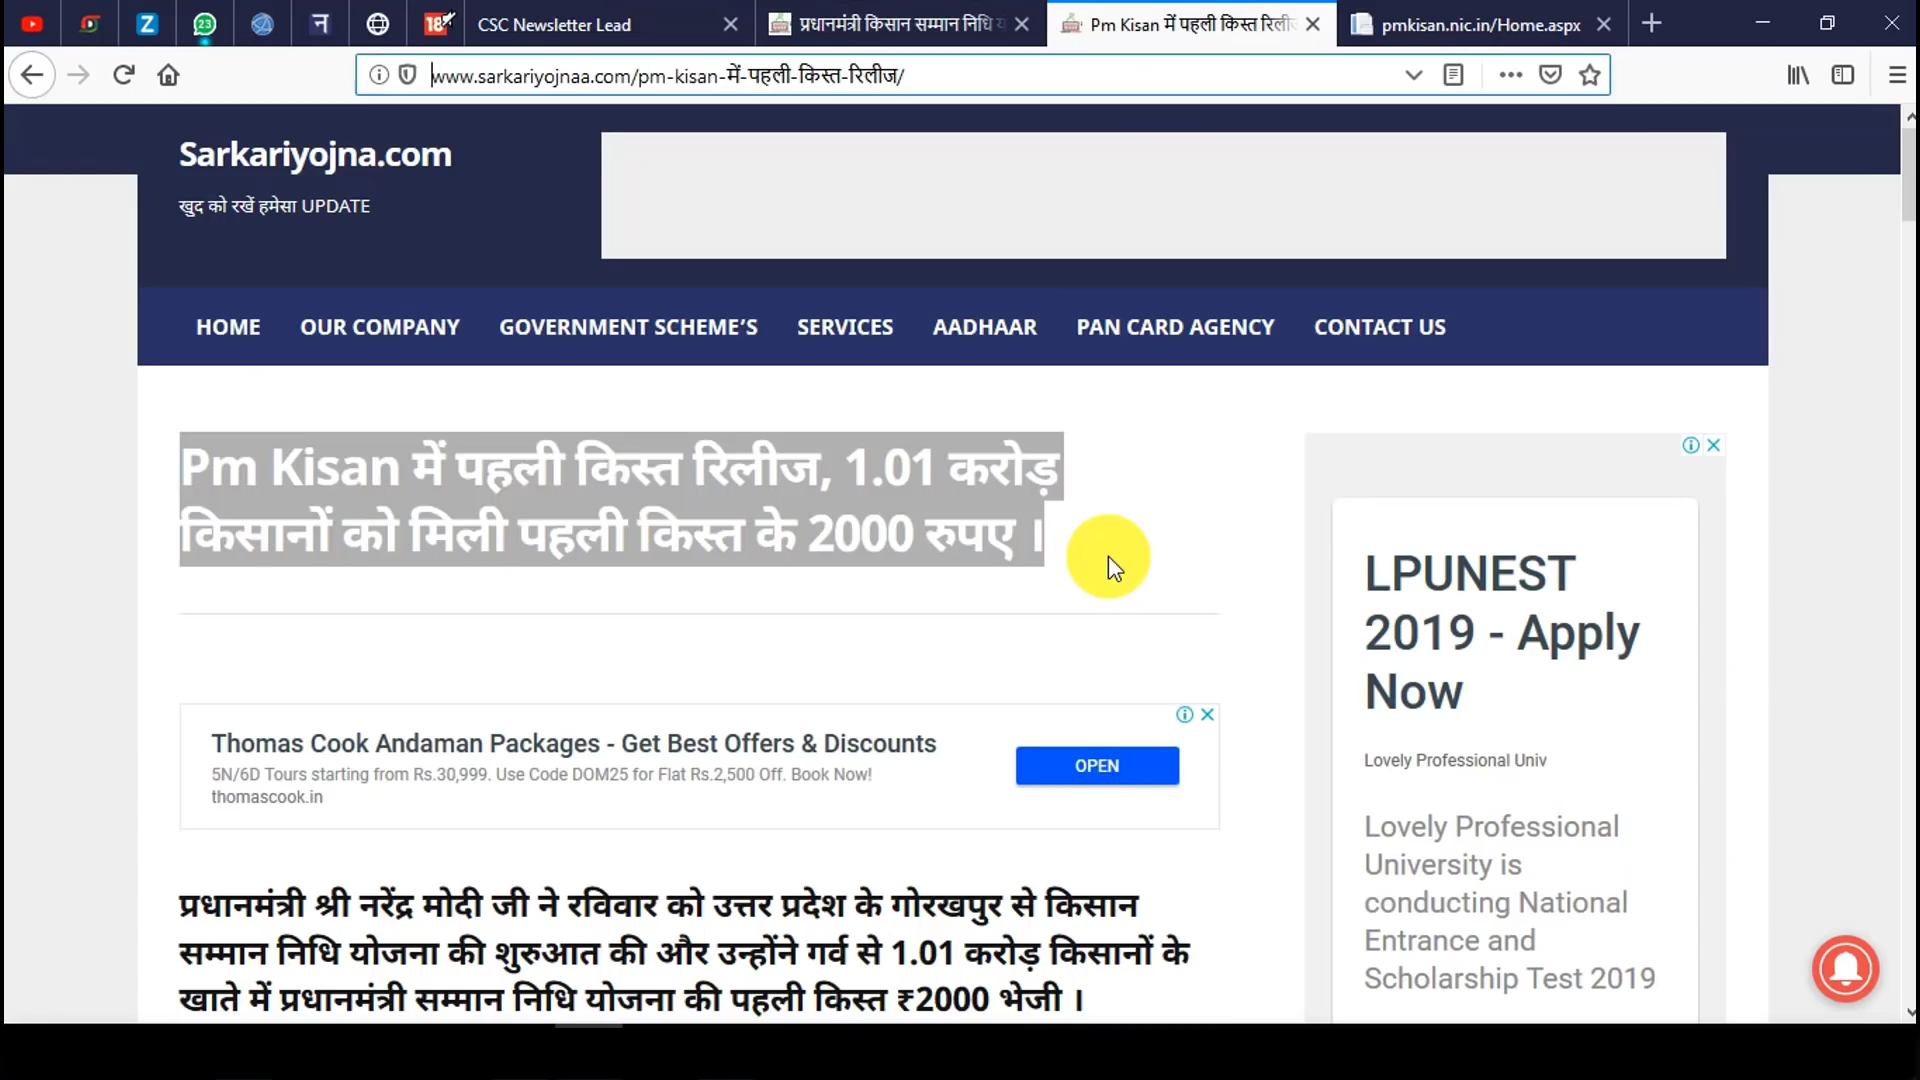 23
न
18
CSC Newsletter Lead
प्रधानमंत्री किसान सम्मान निधि
Pm Kisan में पहली किस्त रिली
pmkisan.nic.in/Home.aspx
www.sarkariyojnaa.com/pm-kisan-में-पहली-किस्त-रिलीज/
Sarkariyojna.com
खुद को रखें हमेसा UPDATE
HOME OUR COMPANY GOVERNMENT SCHEME'S SERVICES AADHAAR PAN CARD AGENCY CONTACT US
Pm Kisan में पहली किस्त रिलीज, 1.01 करोड़
किसानों को मिली पहली किस्त के 2000 रुपए ।
Thomas Cook Andaman Packages - Get Best Offers & Discounts
5N/6D Tours starting from Rs.30,999. Use Code DOM25 for Flat Rs.2,500 Off. Book Now!
thomascook.in
OPEN
प्रधानमंत्री श्री नरेंद्र मोदी जी ने रविवार को उत्तर प्रदेश के गोरखपुर से किसान
सम्मान निधि योजना की शुरुआत की और उन्होंने गर्व से 1.01 करोड़ किसानों के
खाते में प्रधानमंत्री सम्मान निधि योजना की पहली किस्त ₹2000 भेजी ।
LPUNEST
2019 - Apply
Now
Lovely Professional Univ
Lovely Professional
University is
conducting National
Entrance and
Scholarship Test 2019